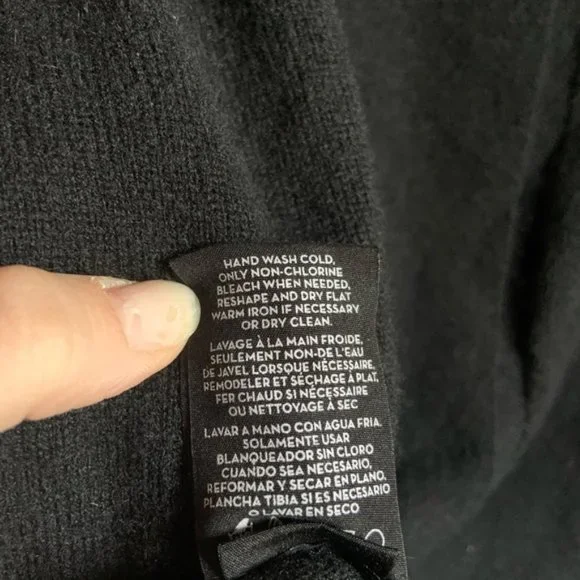 HAND WASH COLD,
ONLY NON-CHLORINE
BLEACH WHEN NEEDED,
RESHAPE AND DRY FLAT
WARM IRON IF NECESSARY
OR DRY CLEAN.
LAVAGE À LA MAIN FROIDE,
SEULEMENT NON-DE L'EAU
DE JAVEL LORSQUE NÉCESSAIRE,
REMODELER ET SÉCHAGE À PLAT,
FER CHAUD SI NÉCESSAIRE
OU NETTOYAGE À SEC
LAVAR A MANO CON AGUA FRIA.
SOLAMENTE USAR
BLANQUEADOR SIN CLORO
CUANDO SEA NECESARIO,
REFORMAR Y SECAR EN PLANO.
PLANCHA TIBIA SI ES NECESARIO
O LAVAR EN SECO